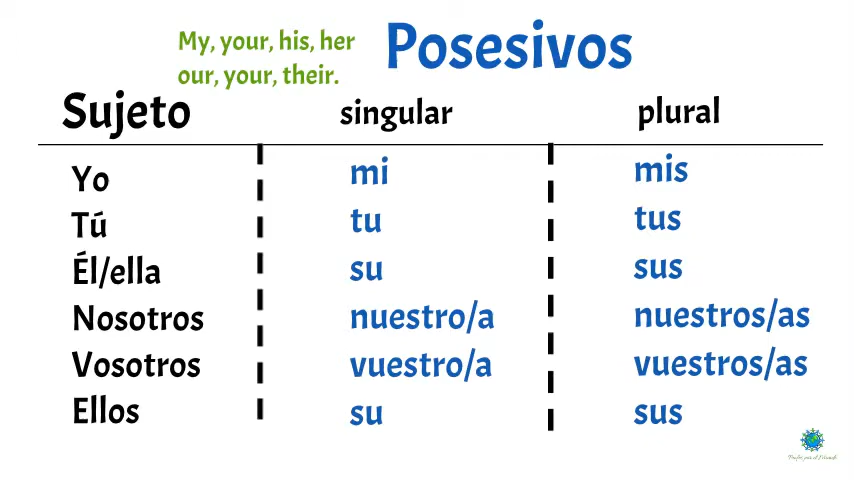 My, your, his, her
our, your, their.
Posesivos
Sujeto singular plural
Yo mi mis
Tú tu tus
Él/ella su sus
Nosotros nuestro/a nuestros/as
Vosotros vuestro/a vuestros/as
Ellos su sus